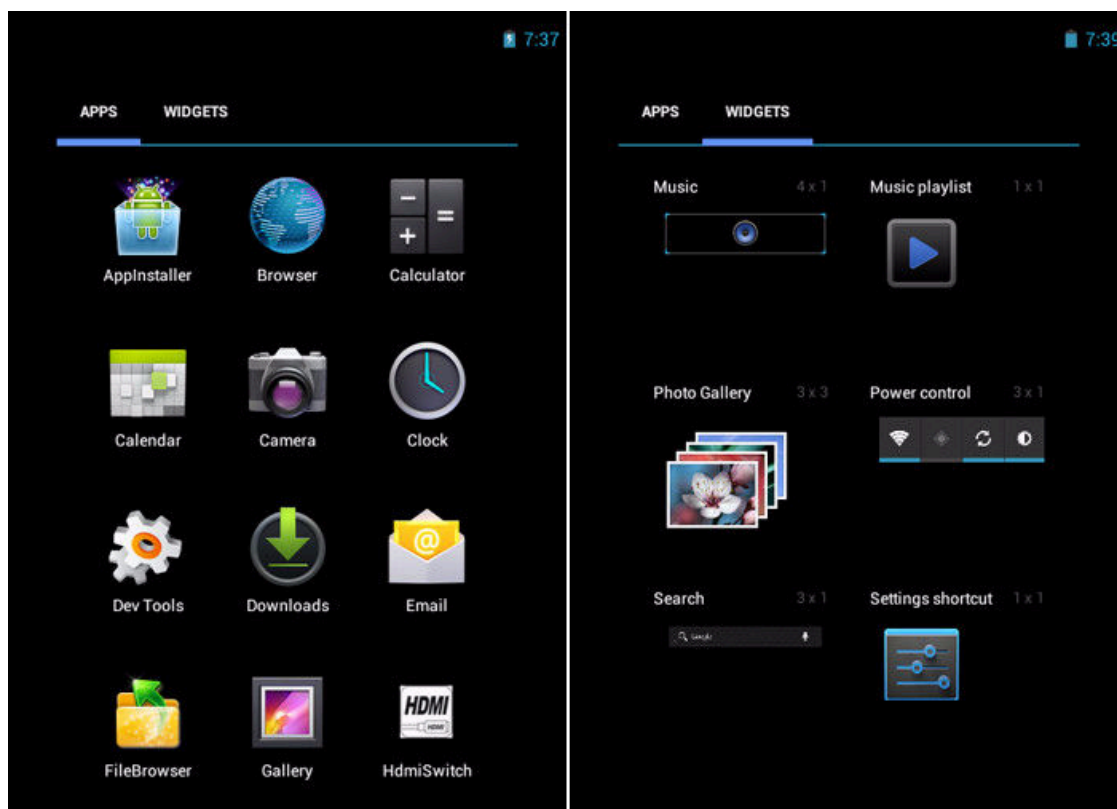 7:37
APPS WIDGETS
AppInstaller Browser Calculator
Calendar Camera Clock
@
Dev Tools Downloads Email
HDMI
HDMI
FileBrowser Gallery HdmiSwitch
7:39
APPS WIDGETS
Music 4 x 1 Music playlist 1 x 1
Photo Gallery 3 x 3 Power control 3 x 1
Search 3 x 1 Settings shortcut 1 x 1
Google